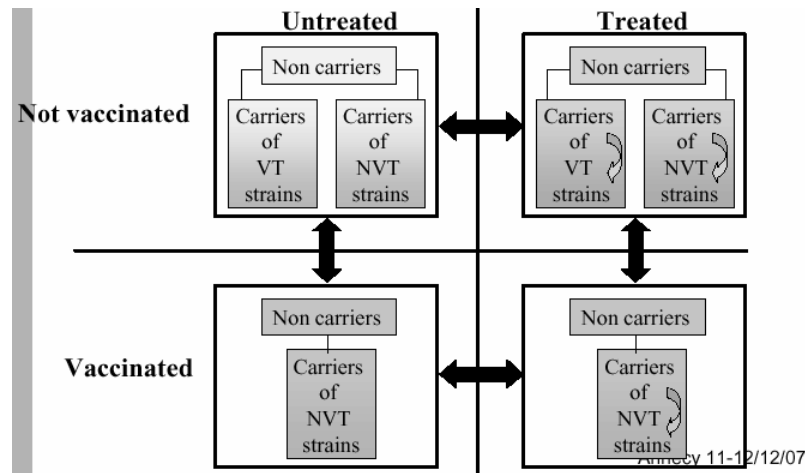 Untreated
Treated
Not vaccinated
Non carriers
Carriers
of
VT
strains
Carriers
of
NVT
strains
Non carriers
Carriers
of
VT
strains
Carriers
of
NVT
strains
Vaccinated
Non carriers
Carriers
of
NVT
strains
Non carriers
Carriers
of
NVT
strains
Annecy 11-12/12/07